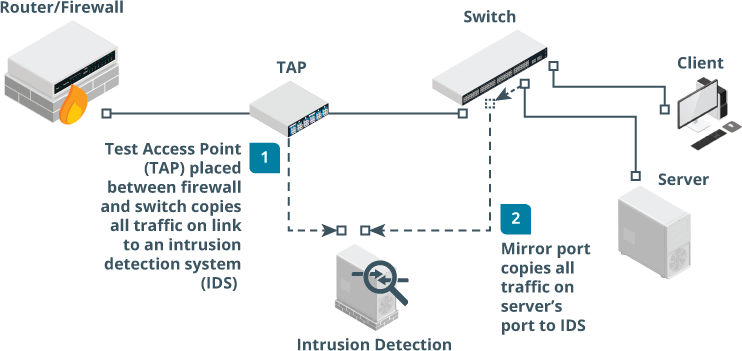 Router/Firewall
Switch
TAP
Client
1
Test Access Point
(TAP) placed
between firewall
and switch copies
all traffic on link
to an intrusion
detection system
(IDS)
Server
2
Mirror port
copies all
traffic on
server's
port to IDS
Intrusion Detection